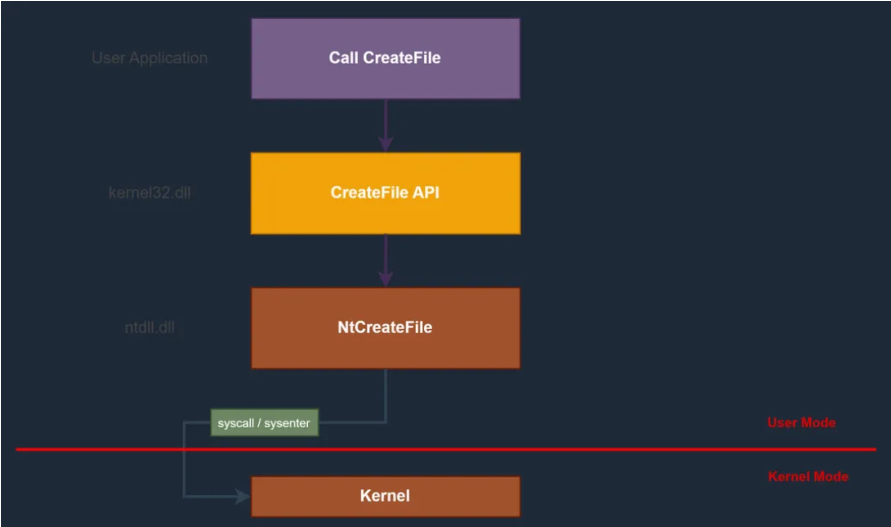 User Application
Call CreateFile
kernel32.dll
CreateFile API
ntdll.dll
NtCreateFile
syscall / sysenter
User Mode
Kernel Mode
Kernel